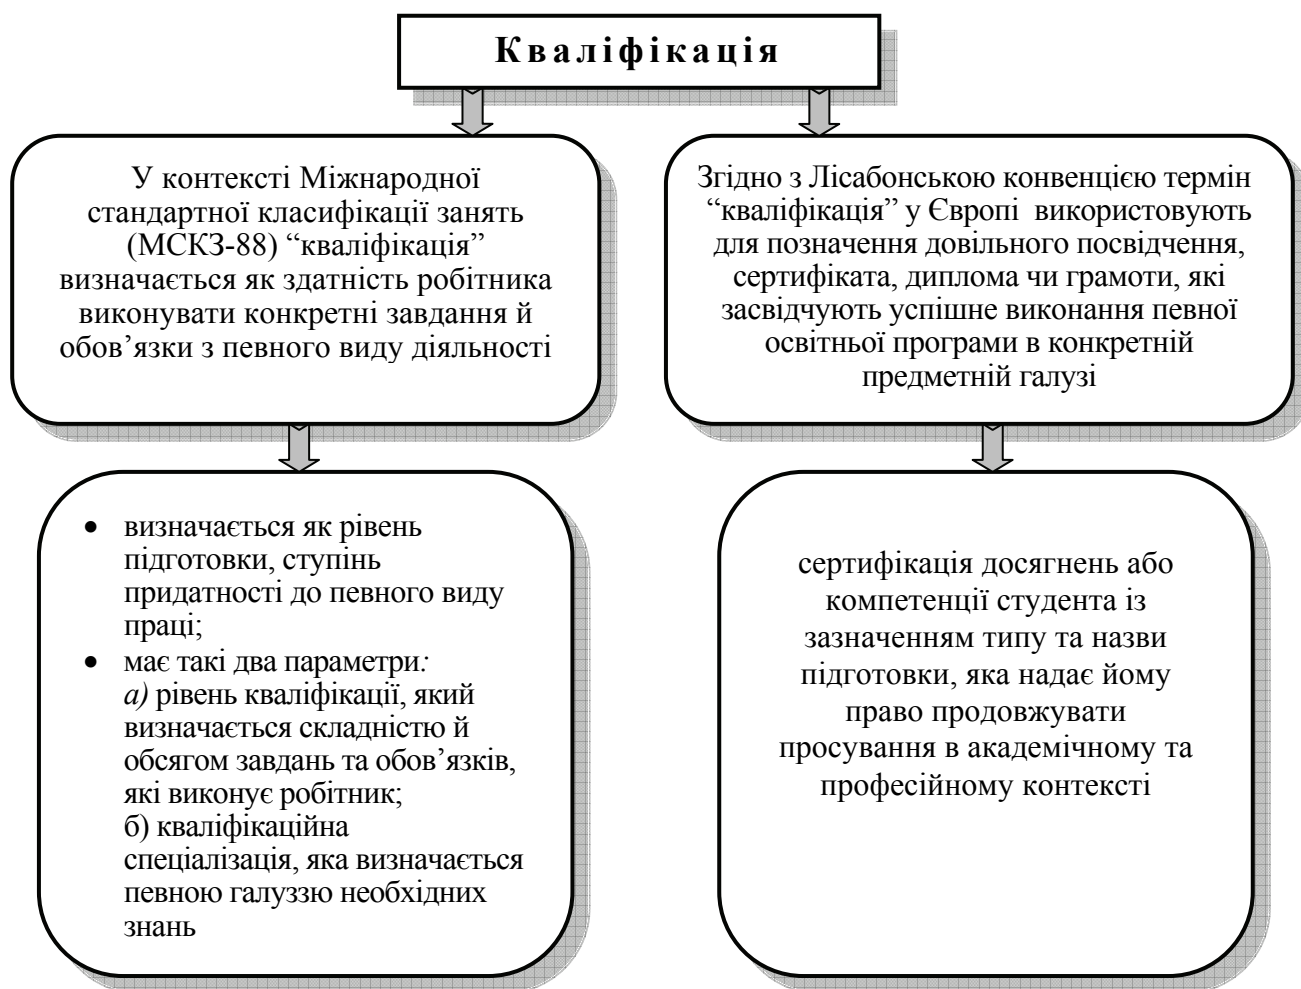 Кваліфікація
У контексті Міжнародної
стандартної класифікації занять
(МСКЗ-88) “кваліфікація”
визначається як здатність робітника
виконувати конкретні завдання й
обов’язки з певного виду діяльності
Згідно з Лісабонською конвенцією термін
“кваліфікація” у Європі використовують
для позначення довільного посвідчення,
сертифіката, диплома чи грамоти, які
засвідчують успішне виконання певної
освітньої програми в конкретній
предметній галузі
• визначається як рівень
підготовки, ступінь
придатності до певного виду
праці;
• має такі два параметри:
а) рівень кваліфікації, який
визначається складністю й
обсягом завдань та обов’язків,
які виконує робітник;
б) кваліфікаційна
спеціалізація, яка визначається
певною галуззю необхідних
знань
сертифікація досягнень або
компетенції студента із
зазначенням типу та назви
підготовки, яка надає йому
право продовжувати
просування в академічному та
професійному контексті